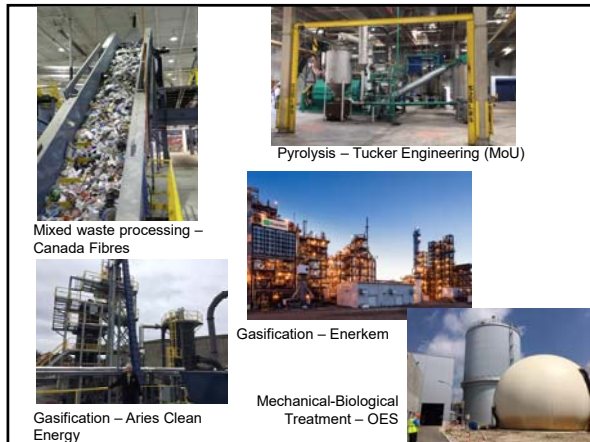 Pyrolysis – Tucker Engineering (MoU)
Mixed waste processing –
Canada Fibres
Gasification – Enerkem
Gasification – Aries Clean
Energy
Mechanical-Biological
Treatment – OES